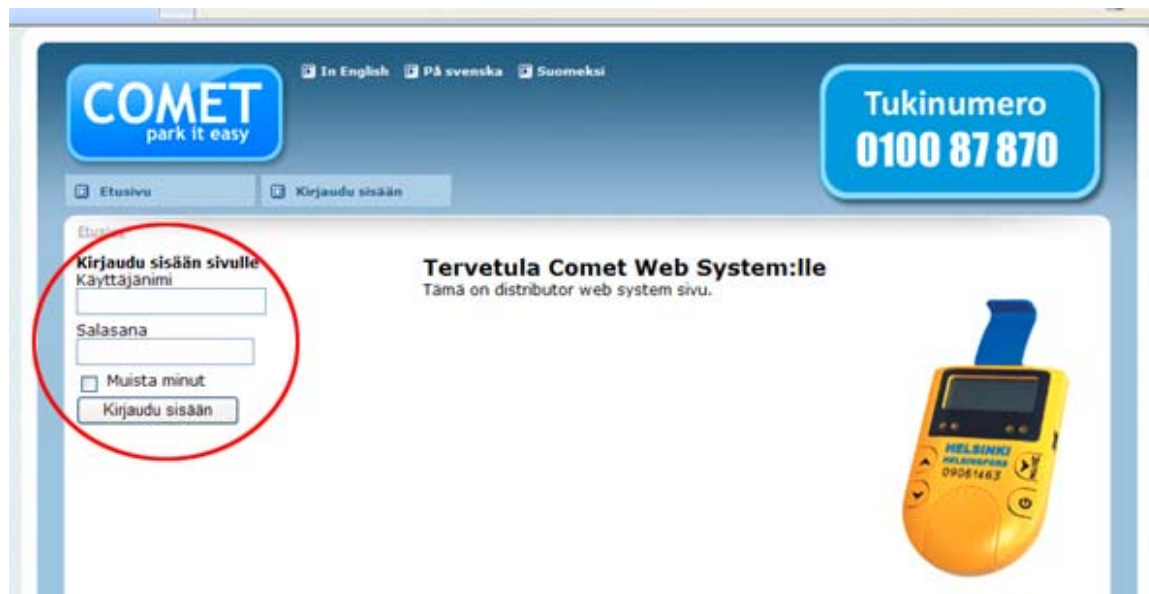 COMET
park it easy
In English På svenska Suomeksi
Tukinumero
0100 87 870
Etusivu Kirjaudu sisään
Etusivu
Kirjaudu sisään sivulle
Käyttäjänimi
Salasana
Muista minut
Kirjaudu sisään
Tervetula Comet Web System:lle
Tämä on distributor web system sivu.
HELSINKI
HELSINGFORS
09051463